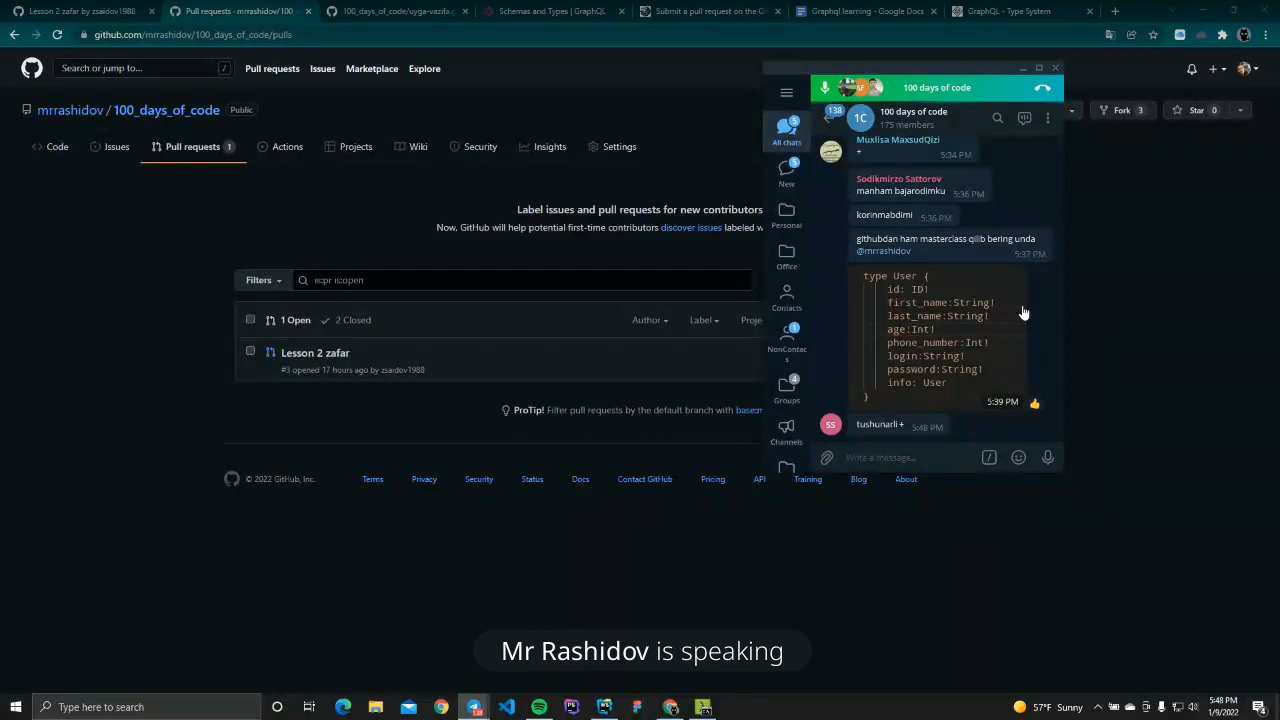 Lesson 2 zafar by zsaidov1988
Pull requests - mrrashidov/100_
100_days_of_code/uyga-vazifa.g
Schemas and Types | GraphQL
Submit a pull request on the Gr
Graphql learning - Google Docs
GraphQL - Type System
github.com/mrrashidov/100_days_of_code/pulls
Search or jump to...
/
Pull requests
Issues
Marketplace
Explore
mrrashidov / 100_days_of_code
Public
Fork 3
Star 0
Code
Issues
Pull requests 1
Actions
Projects
Wiki
Security
Insights
Settings
Label issues and pull requests for new contributors
Now, GitHub will help potential first-time contributors discover issues labeled w
Filters
is:pr is:open
1 Open
2 Closed
Author
Label
Proje
Lesson 2 zafar
#3 opened 17 hours ago by zsaidov1988
ProTip! Filter pull requests by the default branch with base:m
© 2022 GitHub, Inc.
Terms
Privacy
Security
Status
Docs
Contact GitHub
Pricing
API
Training
Blog
About
100 days of code
138
1C
100 days of code
175 members
5
All chats
5
New
Personal
Office
Contacts
1
NonContac
s
4
Groups
Channels
Muxlisa MaxsudQizi
+
5:34 PM
Sodikmirzo Sattorov
manham bajarodimku
5:36 PM
korinmabdimi
5:36 PM
githubdan ham masterclass bering unda
@mrrashidov
5:37 PM
type User {
id: ID!
first_name:String!
last_name:String!
age:Int!
phone_number:Int!
login:String!
password:String!
info: User
}
5:39 PM
SS
tushunarli +
5:48 PM
Write a message...
Mr Rashidov is speaking
Type here to search
57°F Sunny
5:48 PM
1/9/2022